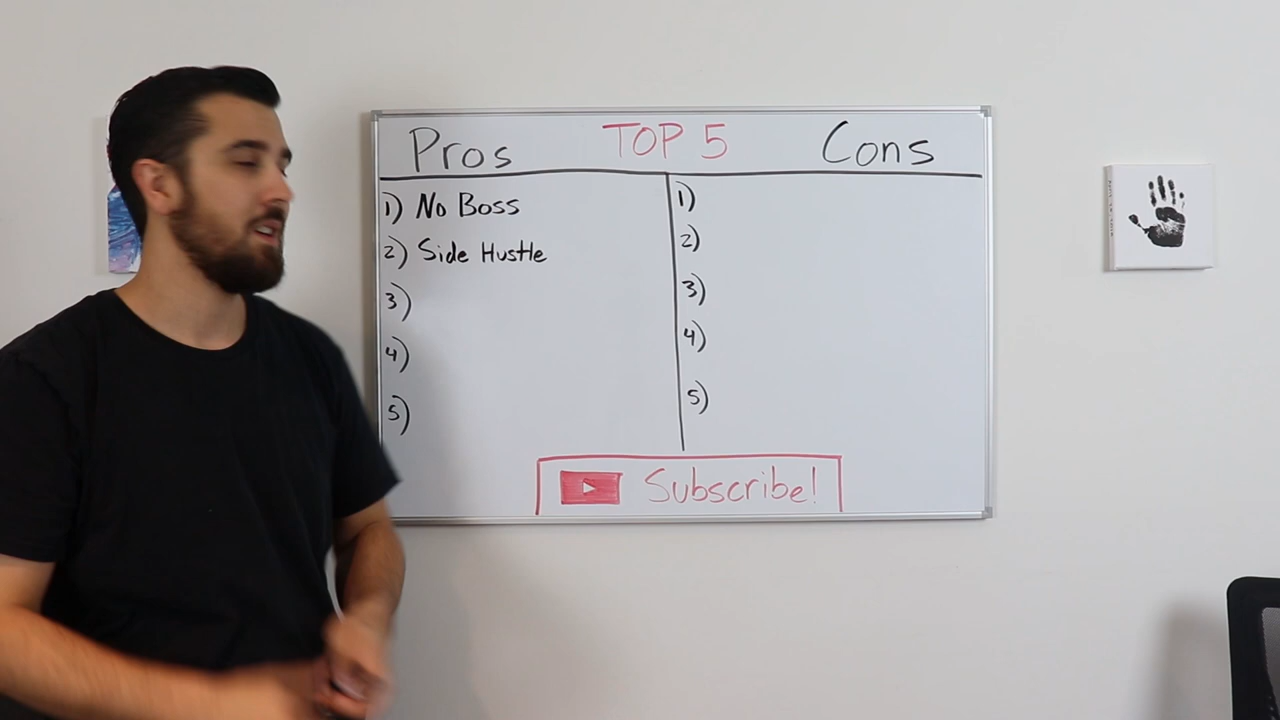 Pros TOP 5 Cons
1) No Boss
2) Side Hustle
3)
4)
5)
1)
2)
3)
4)
5)
Subscribe!